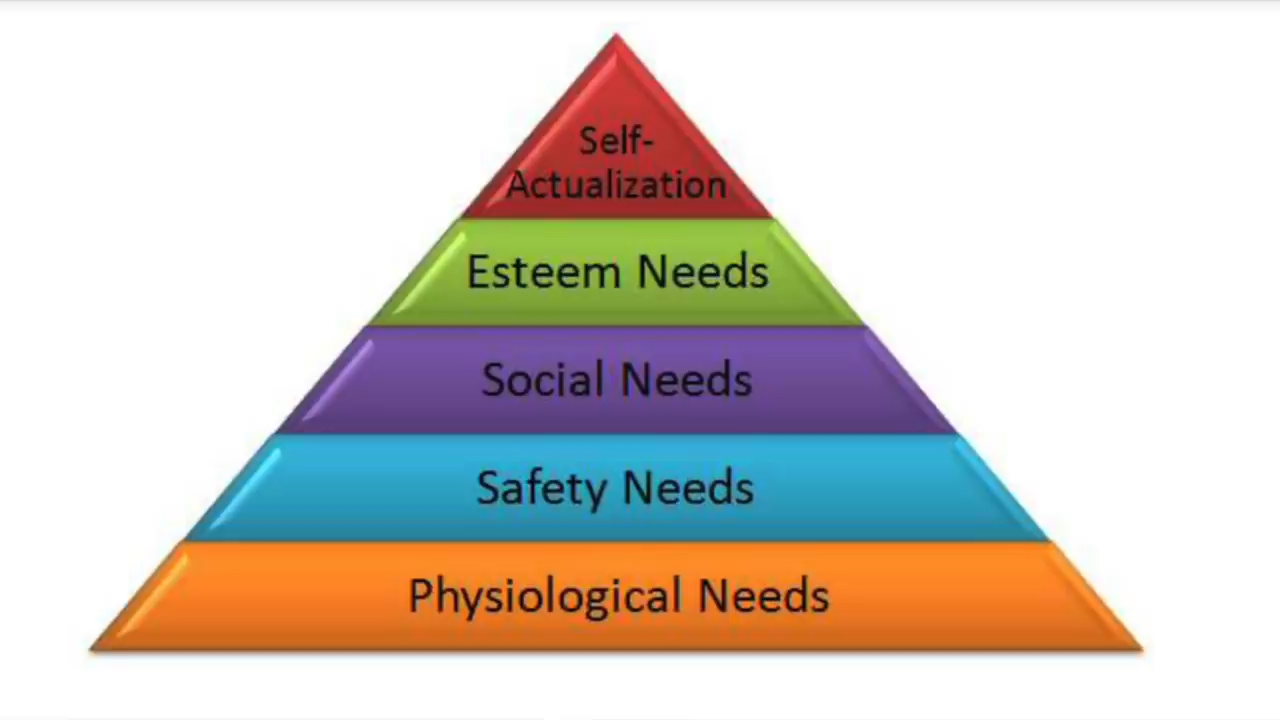 Self-
Actualization
Esteem Needs
Social Needs
Safety Needs
Physiological Needs